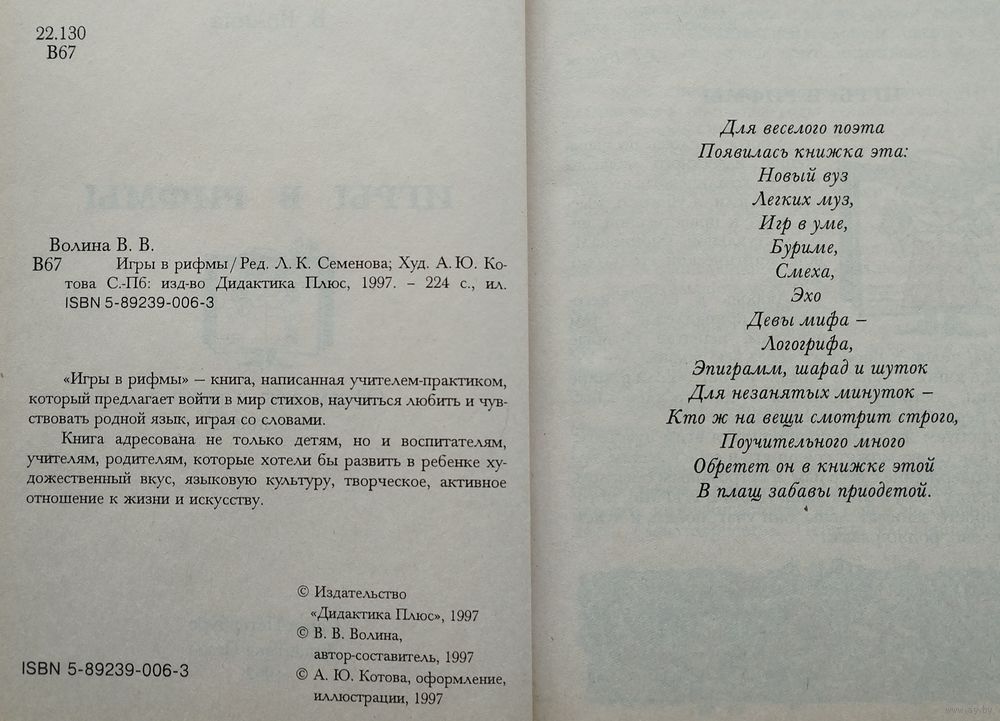 22.130
В67
Волина В. В.
В67 Игры в рифмы/Ред. Л. К. Семенова; Худ. А. Ю. Ко-
това С.-Пб: изд-во Дидактика Плюс, 1997. – 224 с., ил.
ISBN 5-89239-006-3
«Игры в рифмы» – книга, написанная учителем-практиком,
который предлагает войти в мир стихов, научиться любить и чув-
ствовать родной язык, играя со словами.
Книга адресована не только детям, но и воспитателям,
учителям, родителям, которые хотели бы развить в ребенке ху-
дожественный вкус, языковую культуру, творческое, активное
отношение к жизни и искусству.
© Издательство
«Дидактика Плюс», 1997
© В. В. Волина,
автор-составитель, 1997
© А. Ю. Котова, оформление,
иллюстрации, 1997
ISBN 5-89239-006-3
Для веселого поэта
Появилась книжка эта:
Новый вуз
Легких муз,
Игр в уме,
Буриме,
Смеха,
Эхо
Девы мифа –
Логогрифа,
Эпиграмм, шарад и шуток
Для незанятых минуток –
Кто ж на вещи смотрит строго,
Поучительного много
Обретет он в книжке этой
В плащ забавы приодетой.
www.ay.by